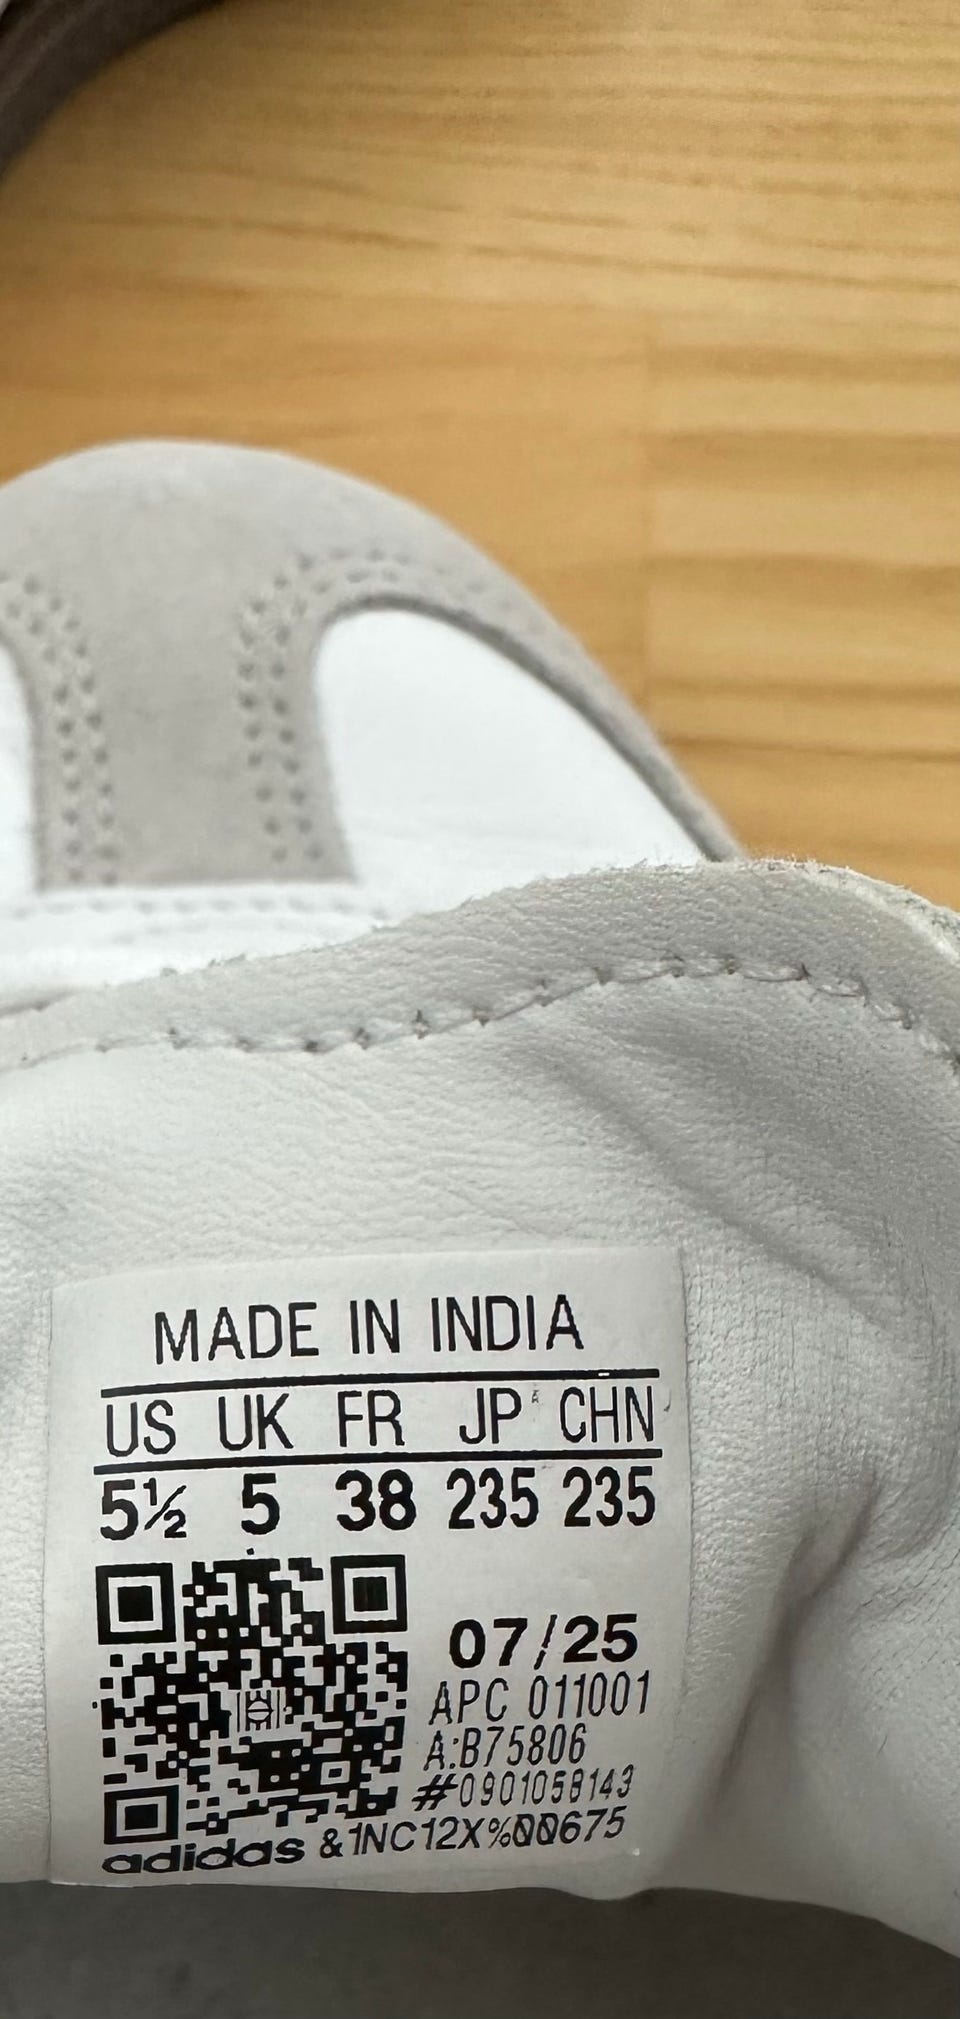 MADE IN INDIA
US UK FR JP CHN
5½ 5 38 235 235
07/25
APC 011001
A:B75806
#0901058143
adidas &1NC12X%00675